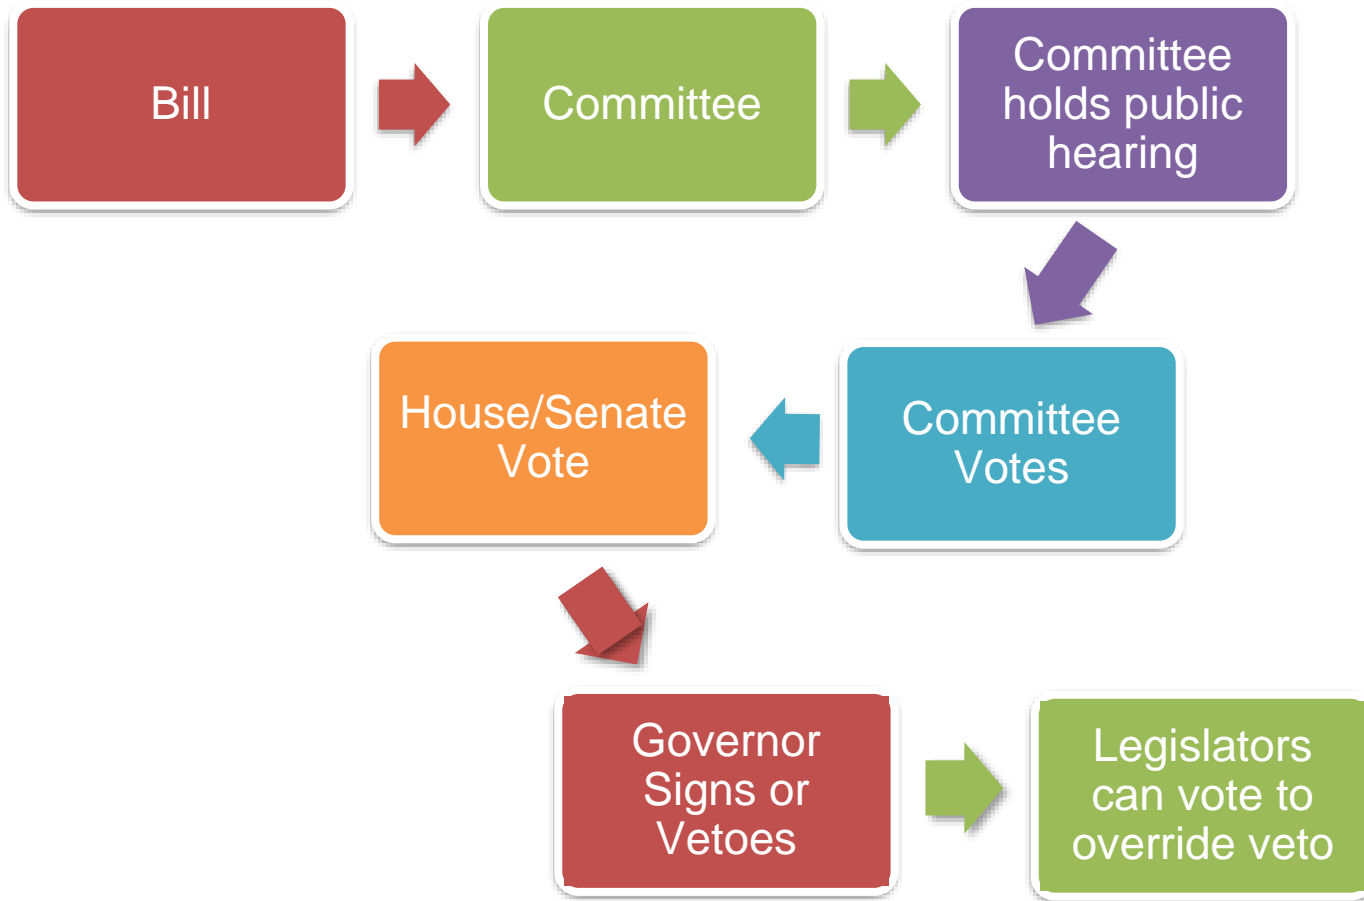 Bill
Committee
Committee
holds public
hearing
Committee
Votes
House/Senate
Vote
Governor
Signs or
Vetoes
Legislators
can vote to
override veto